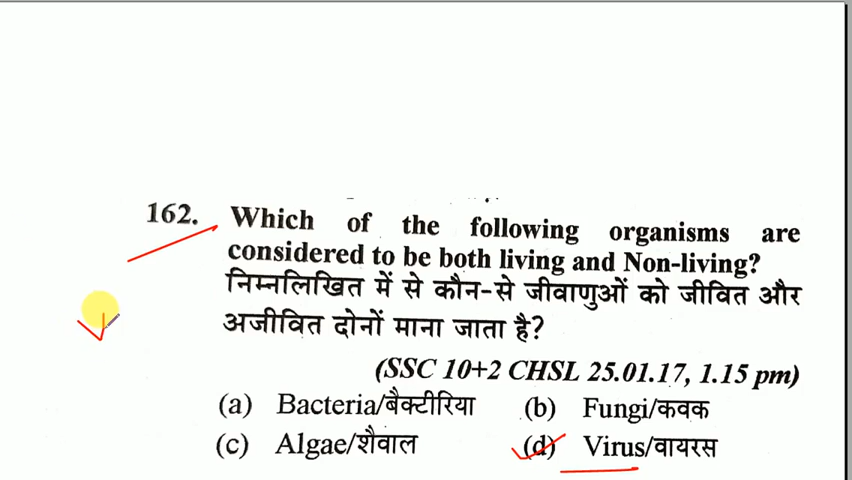 162. Which of the following organisms are
considered to be both living and Non-living?
निम्नलिखित में से कौन-से जीवाणुओं को जीवित और
अजीवित दोनों माना जाता है?
(SSC 10+2 CHSL 25.01.17, 1.15 pm)
(a) Bacteria/बैक्टीरिया (b) Fungi/कवक
(c) Algae/शैवाल (d) Virus/वायरस